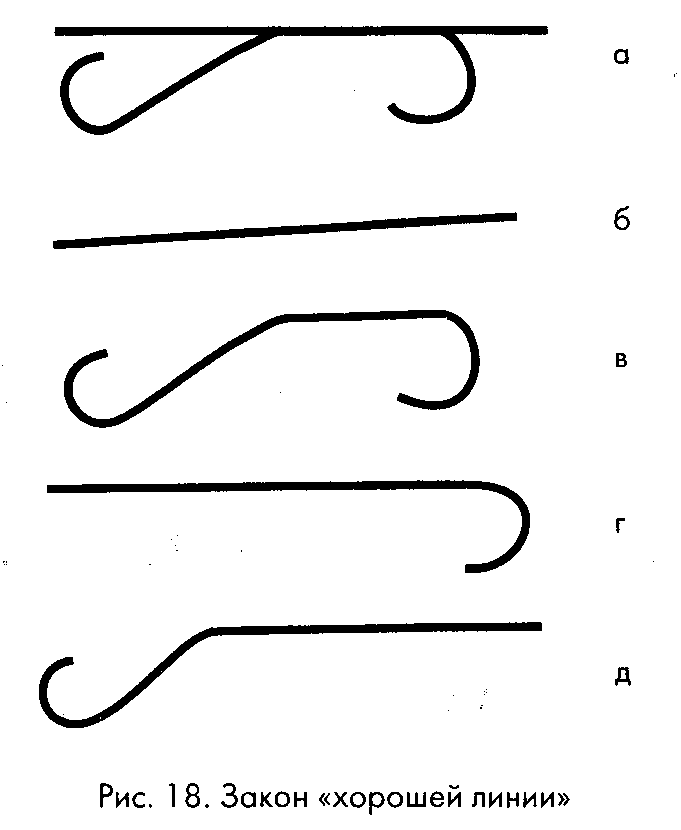 а
б
в
г
д
Рис. 18. Закон «хорошей линии»